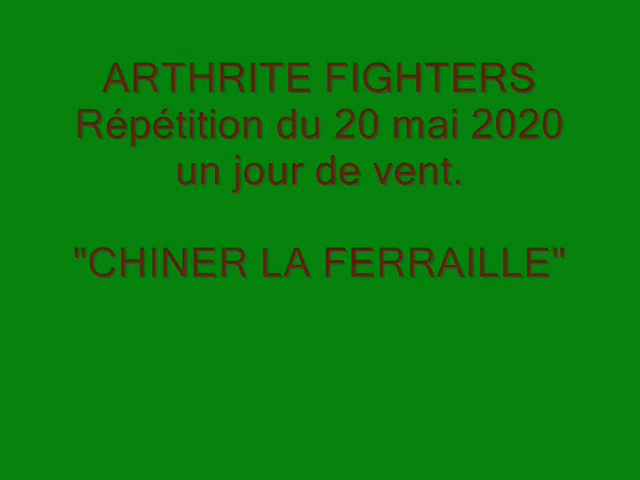 ARTHRITE FIGHTERS
Répétition du 20 mai 2020
un jour de vent.
"CHINER LA FERRAILLE"